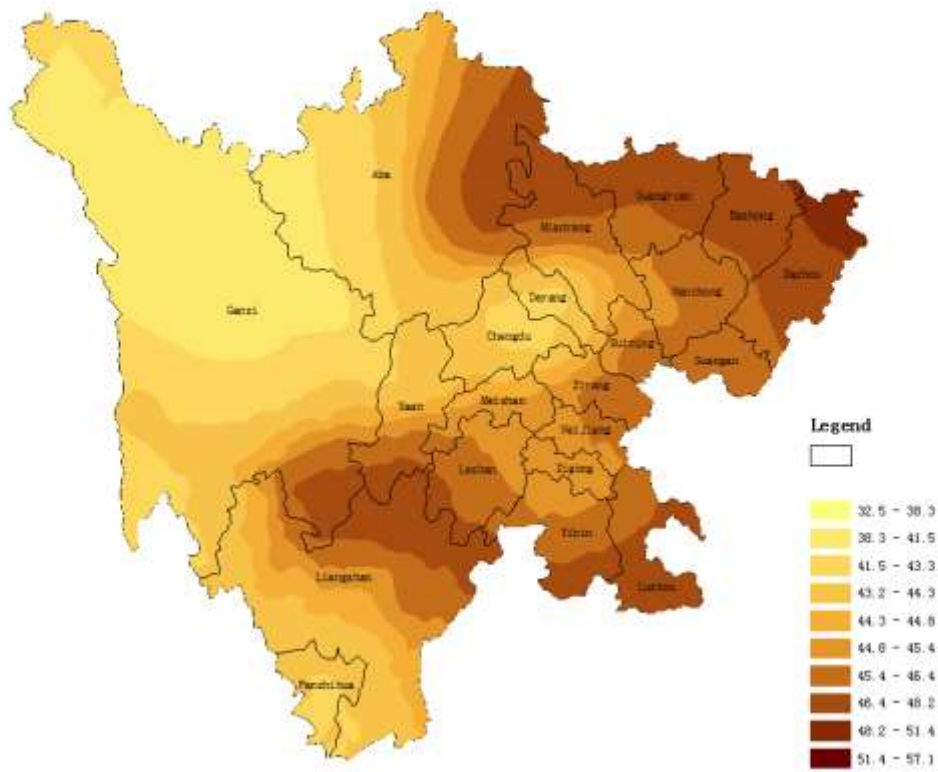 Aba
Guangyuan
Bazhong
Mianyang
Dazhou
Nanchong
Deyang
Ganzi
Chengdu
Suining
Guangan
Ziyang
Yaan
Meishan
Neijiang
Leshan
Zigong
Yibin
Liangshan
Luzhou
Panzhihua
Legend
32.5 - 38.3
38.3 - 41.5
41.5 - 43.3
43.2 - 44.3
44.3 - 44.8
44.8 - 45.4
45.4 - 46.4
46.4 - 48.2
48.2 - 51.4
51.4 - 57.1